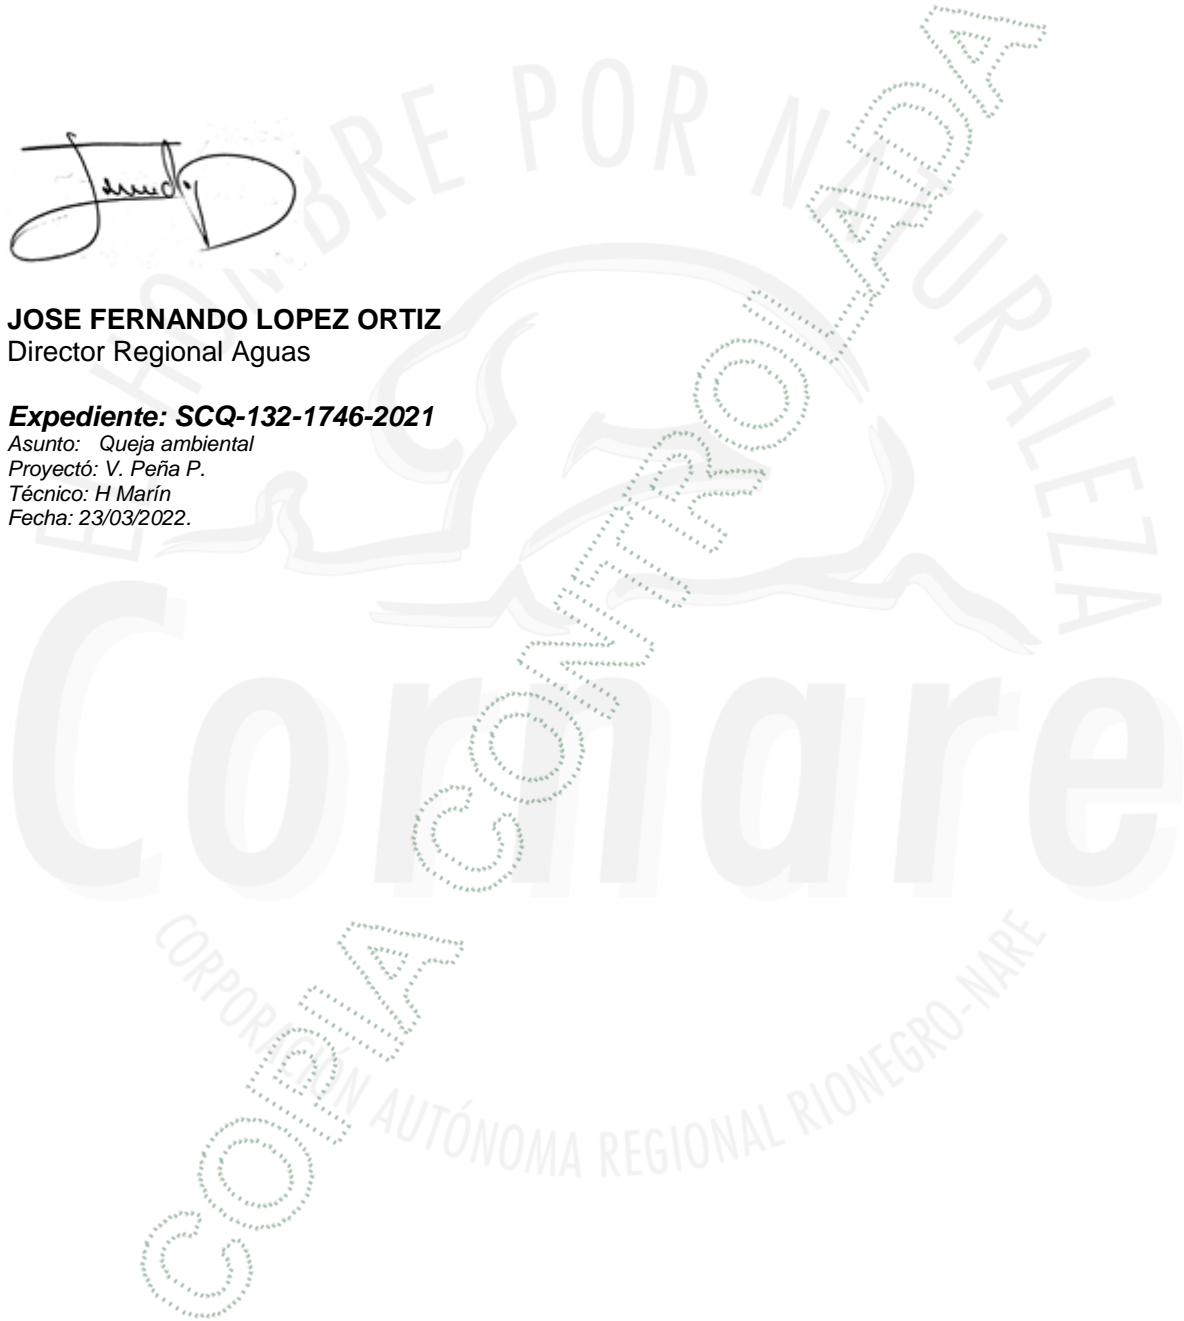 JOSE FERNANDO LOPEZ ORTIZ
Director Regional Aguas
Expediente: SCQ-132-1746-2021
Asunto: Queja ambiental
Proyectó: V. Peña P.
Técnico: H Marín
Fecha: 23/03/2022.
EL HOMBRE POR NATURALEZA
Cornare
CORPORACIÓN AUTÓNOMA REGIONAL RIONEGRO-NARE
COPIA CONTROLADA